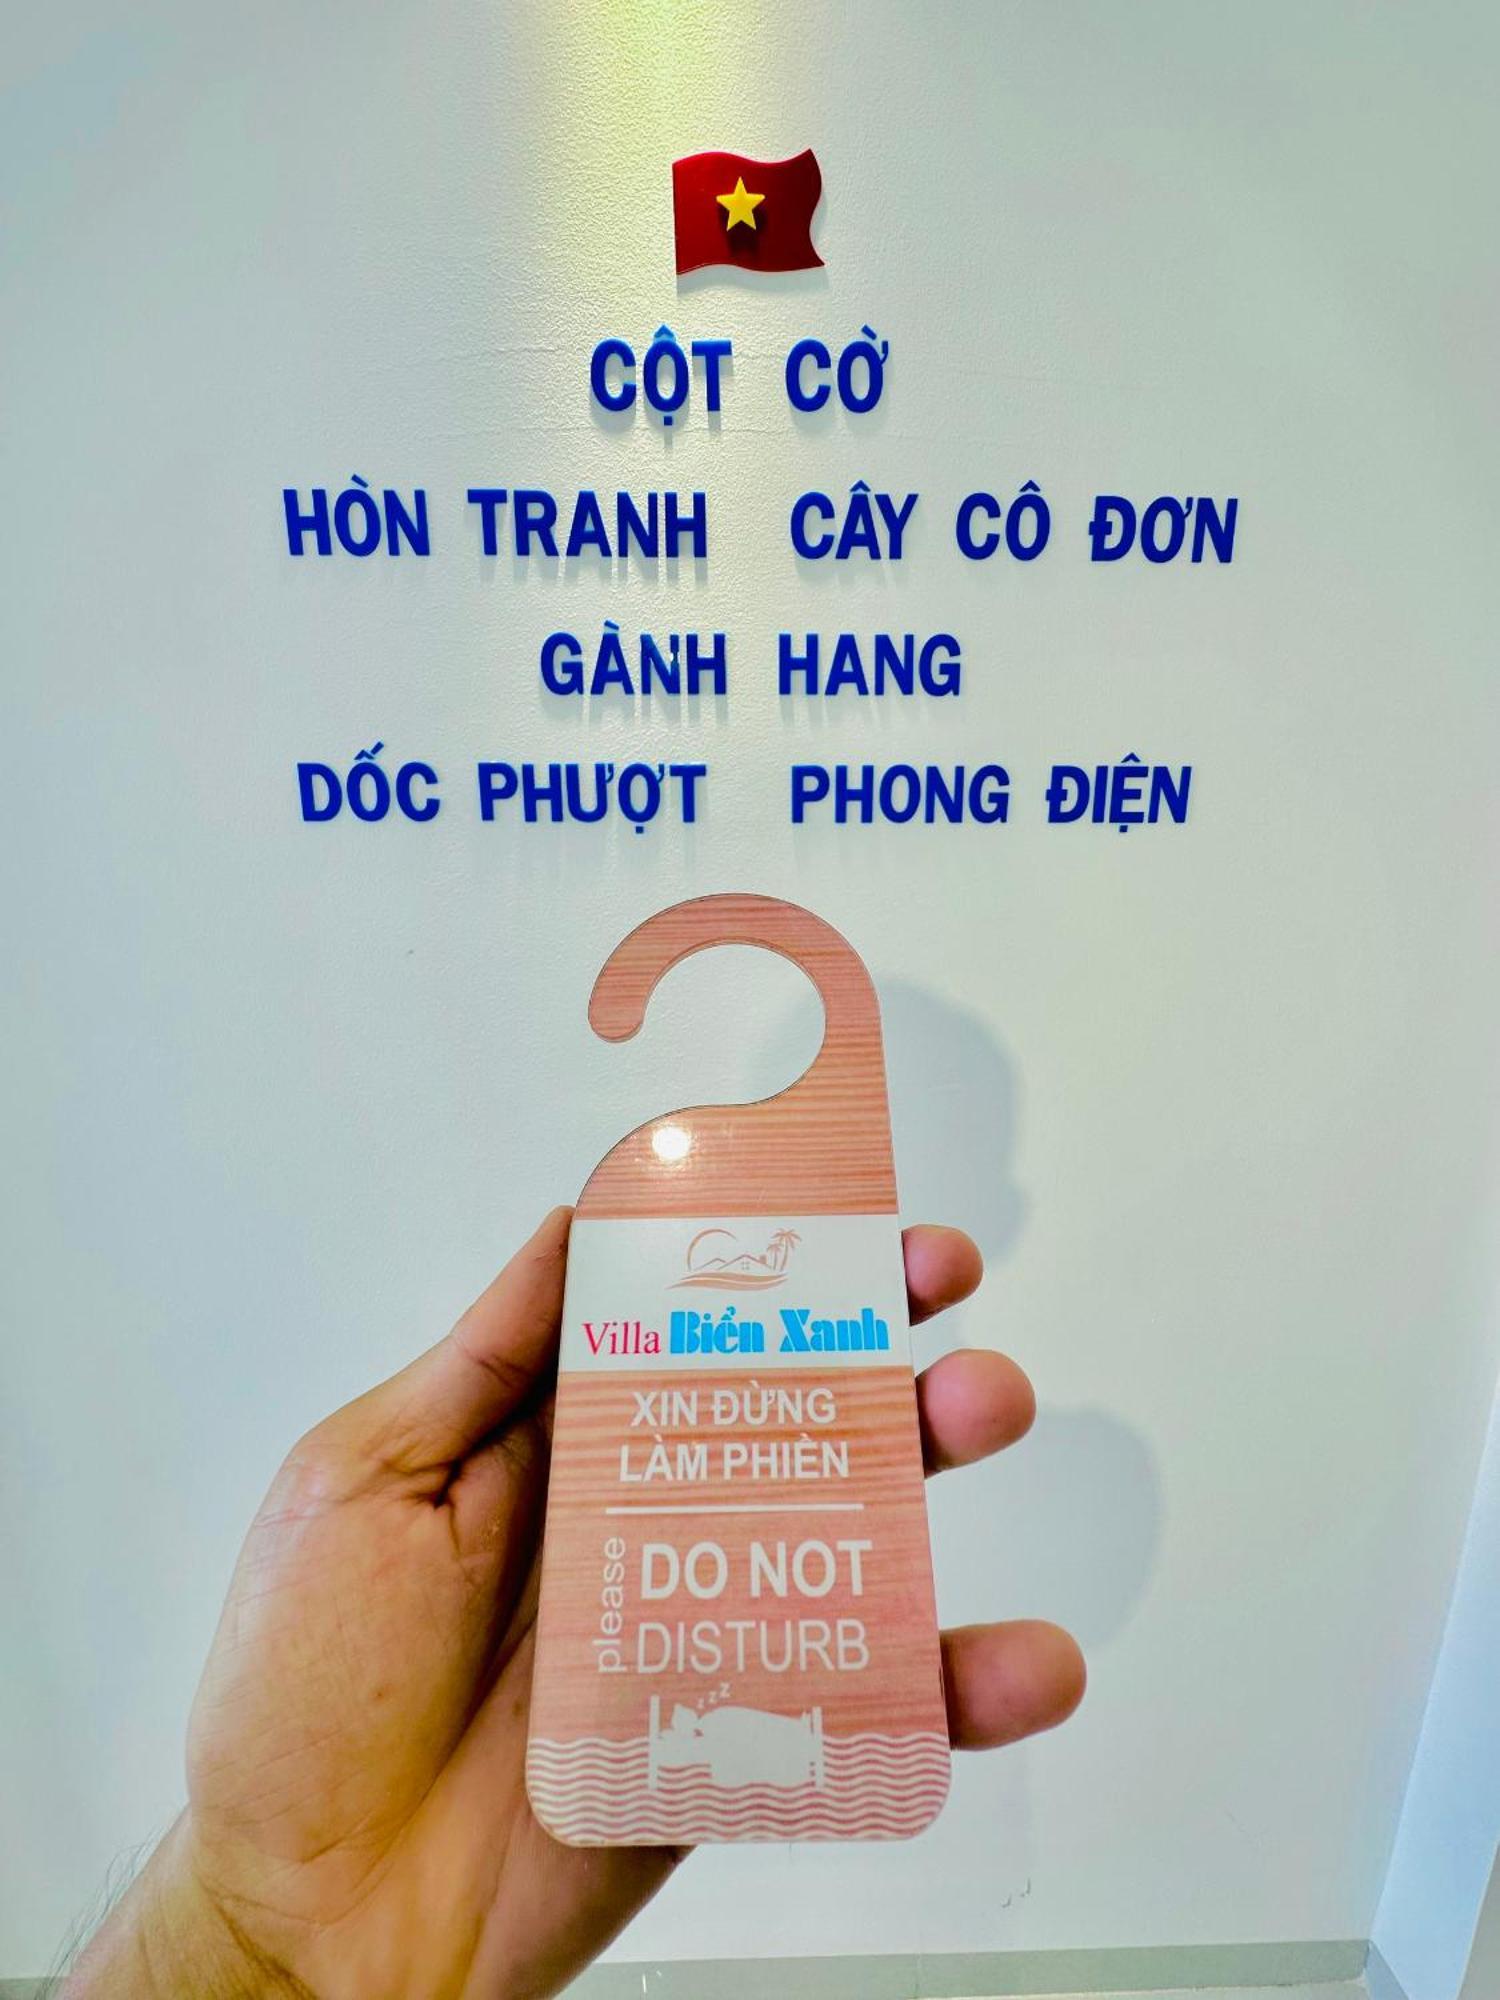 CỘT CỜ
HÒN TRANH CÂY CÔ ĐƠN
GÀNH HANG
DỐC PHƯỢT PHONG ĐIỆN
Villa Biển Xanh
XIN ĐỪNG
LÀM PHIỀN
please
DO NOT
DISTURB
z z z